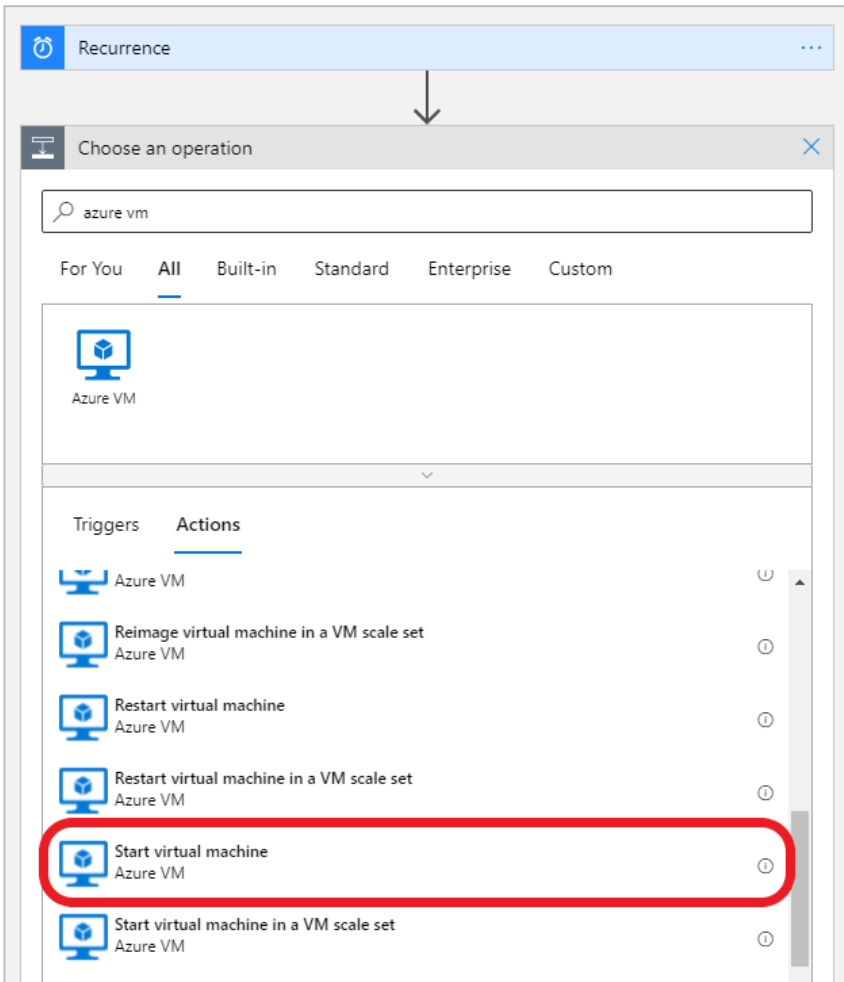 Recurrence
Choose an operation
azure vm
For You All Built-in Standard Enterprise Custom
Azure VM
Triggers Actions
Azure VM
Reimage virtual machine in a VM scale set
Azure VM
Restart virtual machine
Azure VM
Restart virtual machine in a VM scale set
Azure VM
Start virtual machine
Azure VM
Start virtual machine in a VM scale set
Azure VM